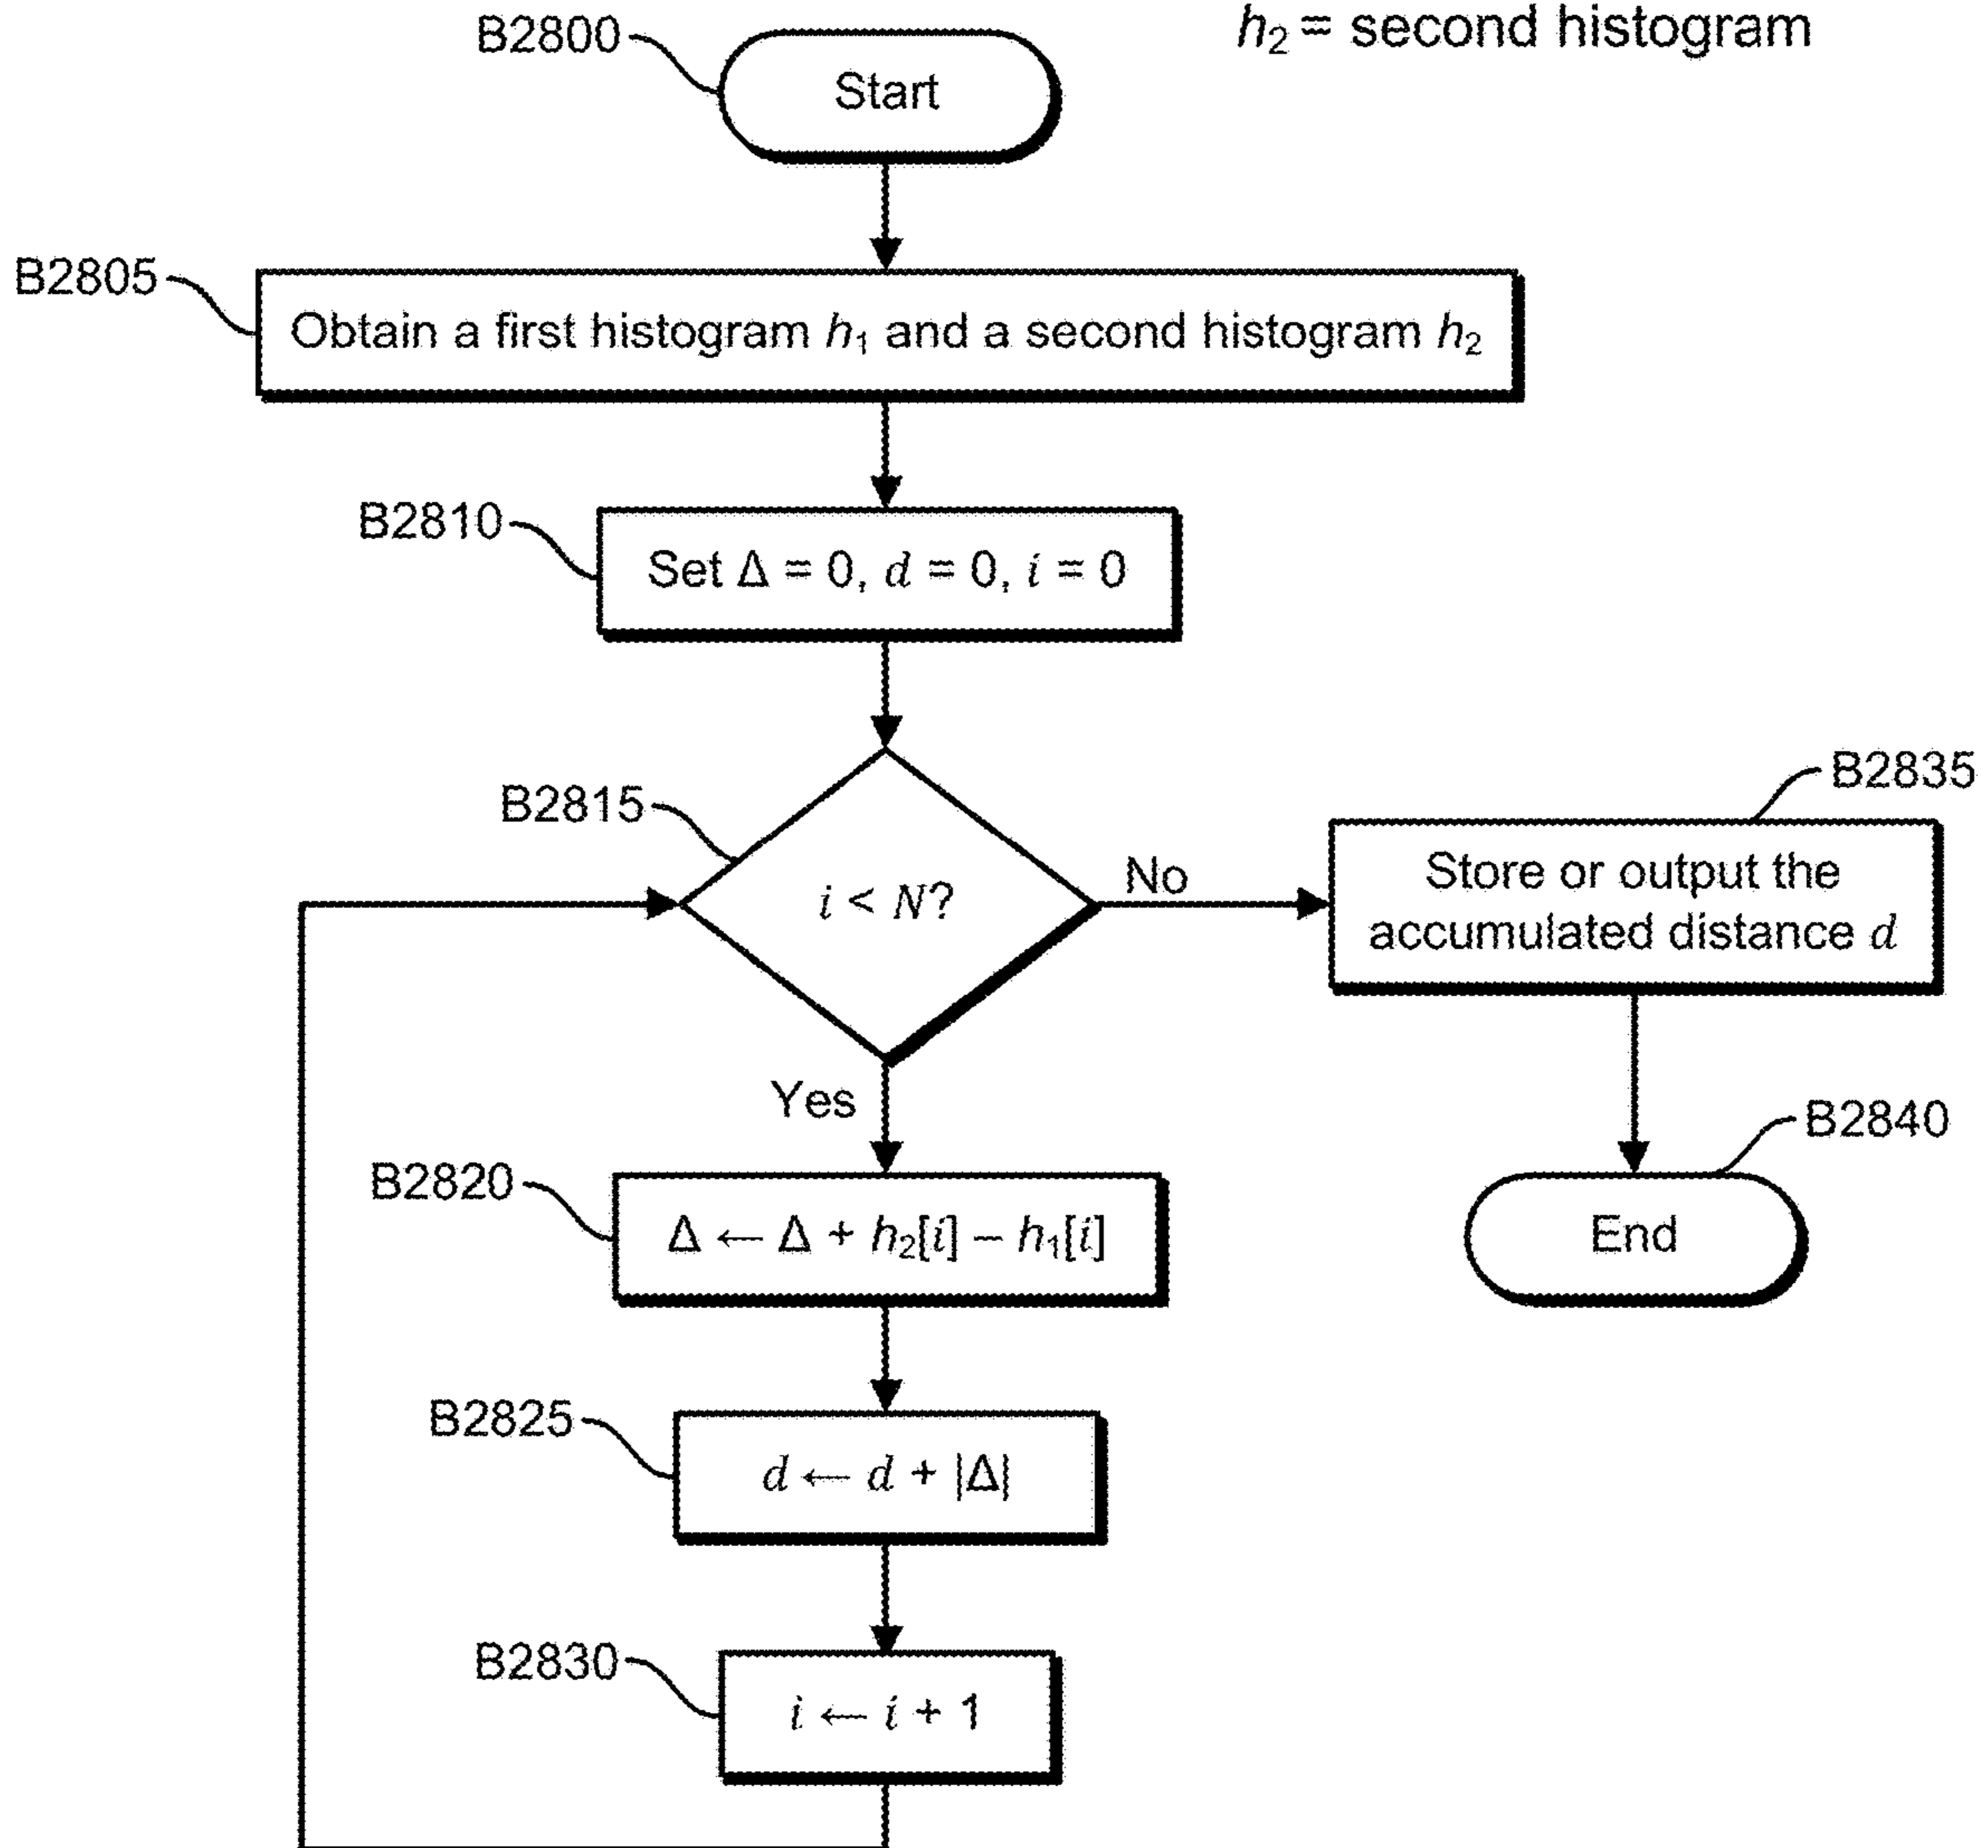 h₂ = second histogram
B2800
Start
B2805
Obtain a first histogram h₁ and a second histogram h₂
B2810
Set Δ = 0, d = 0, i = 0
B2815
i < N?
No
B2835
Store or output the
accumulated distance d
Yes
B2840
End
B2820
Δ ← Δ + h₂[i] – h₁[i]
B2825
d ← d + |Δ|
B2830
i ← i + 1